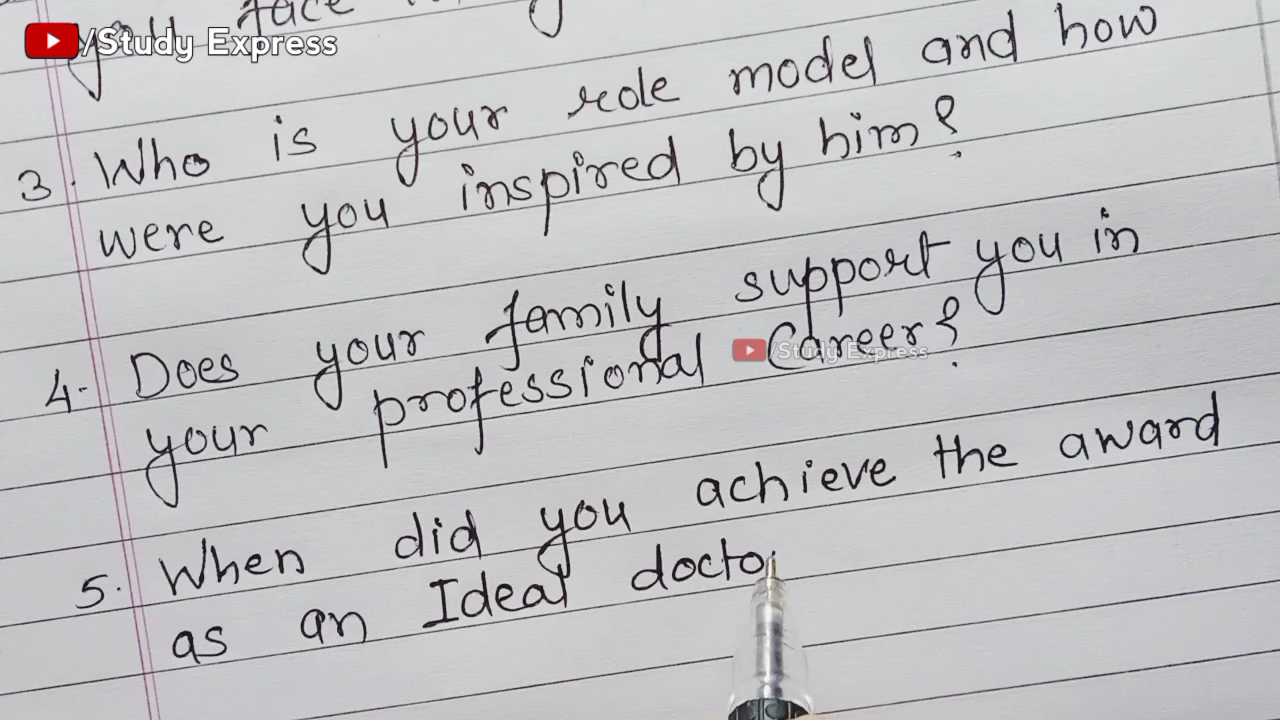 you face
/Study Express
3. Who is your role model and how
were you inspired by him?
4. Does your family support you in
your professional Career?
/Study Express
5. When did you achieve the award
as an Ideal docto